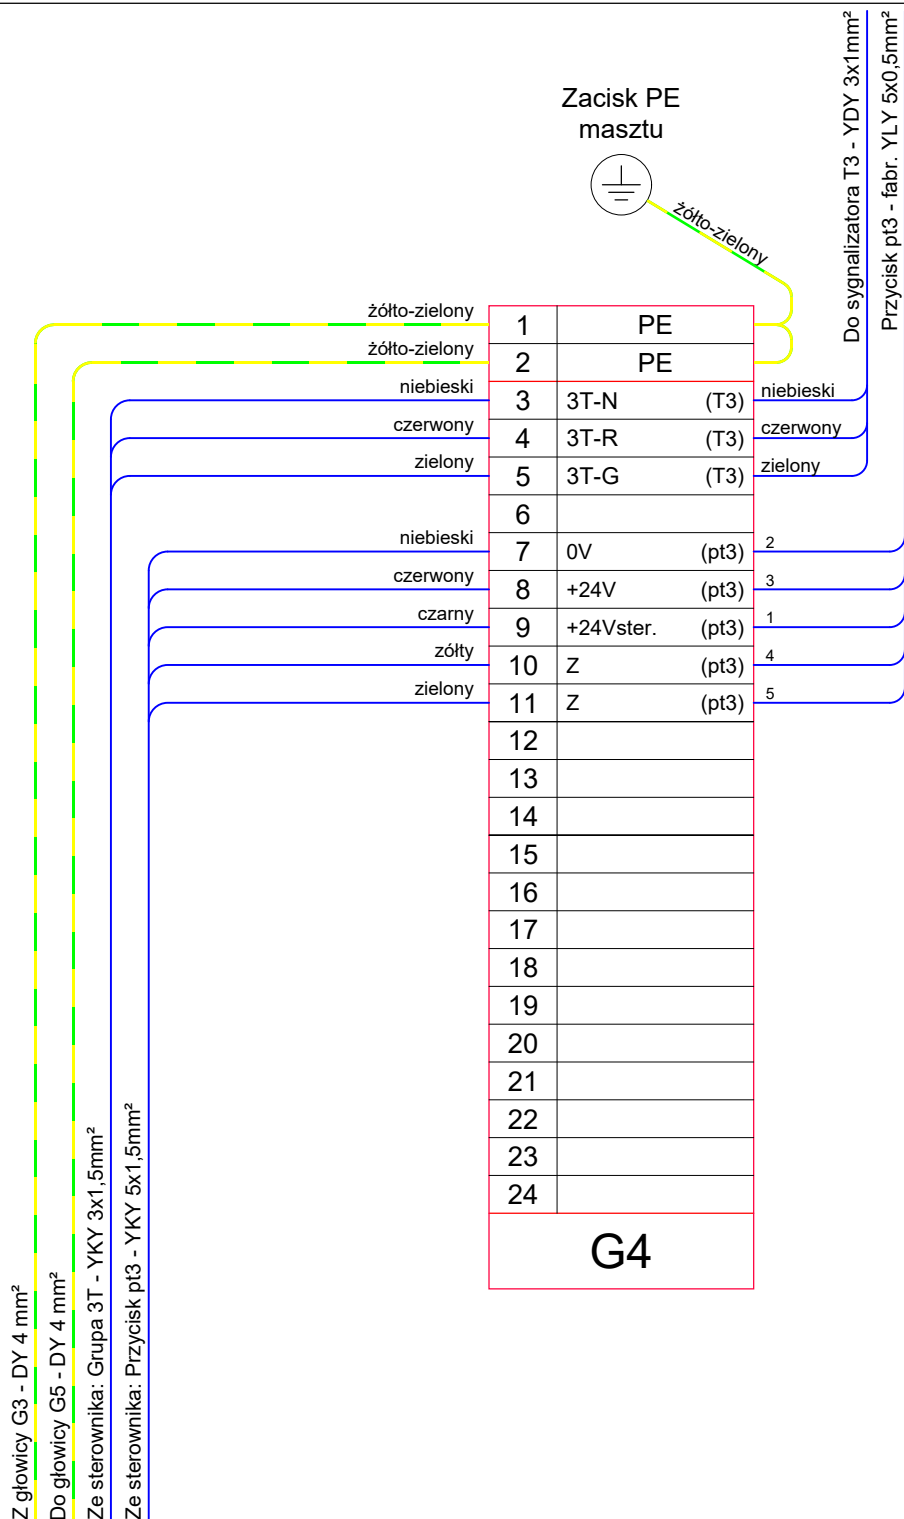 Do sygnalizatora T3 - YDY 3x1mm²
Przycisk pt3 - fabr. YLY 5x0,5mm²
Zacisk PE
masztu
żółto-zielony
żółto-zielony 1 PE
żółto-zielony 2 PE
niebieski 3 3T-N (T3) niebieski
czerwony 4 3T-R (T3) czerwony
zielony 5 3T-G (T3) zielony
6
niebieski 7 0V (pt3) 2
czerwony 8 +24V (pt3) 3
czarny 9 +24Vster. (pt3) 1
zółty 10 Z (pt3) 4
zielony 11 Z (pt3) 5
12
13
14
15
16
17
18
19
20
21
22
23
24
G4
Z głowicy G3 - DY 4 mm²
Do głowicy G5 - DY 4 mm²
Ze sterownika: Grupa 3T - YKY 3x1,5mm²
Ze sterownika: Przycisk pt3 - YKY 5x1,5mm²